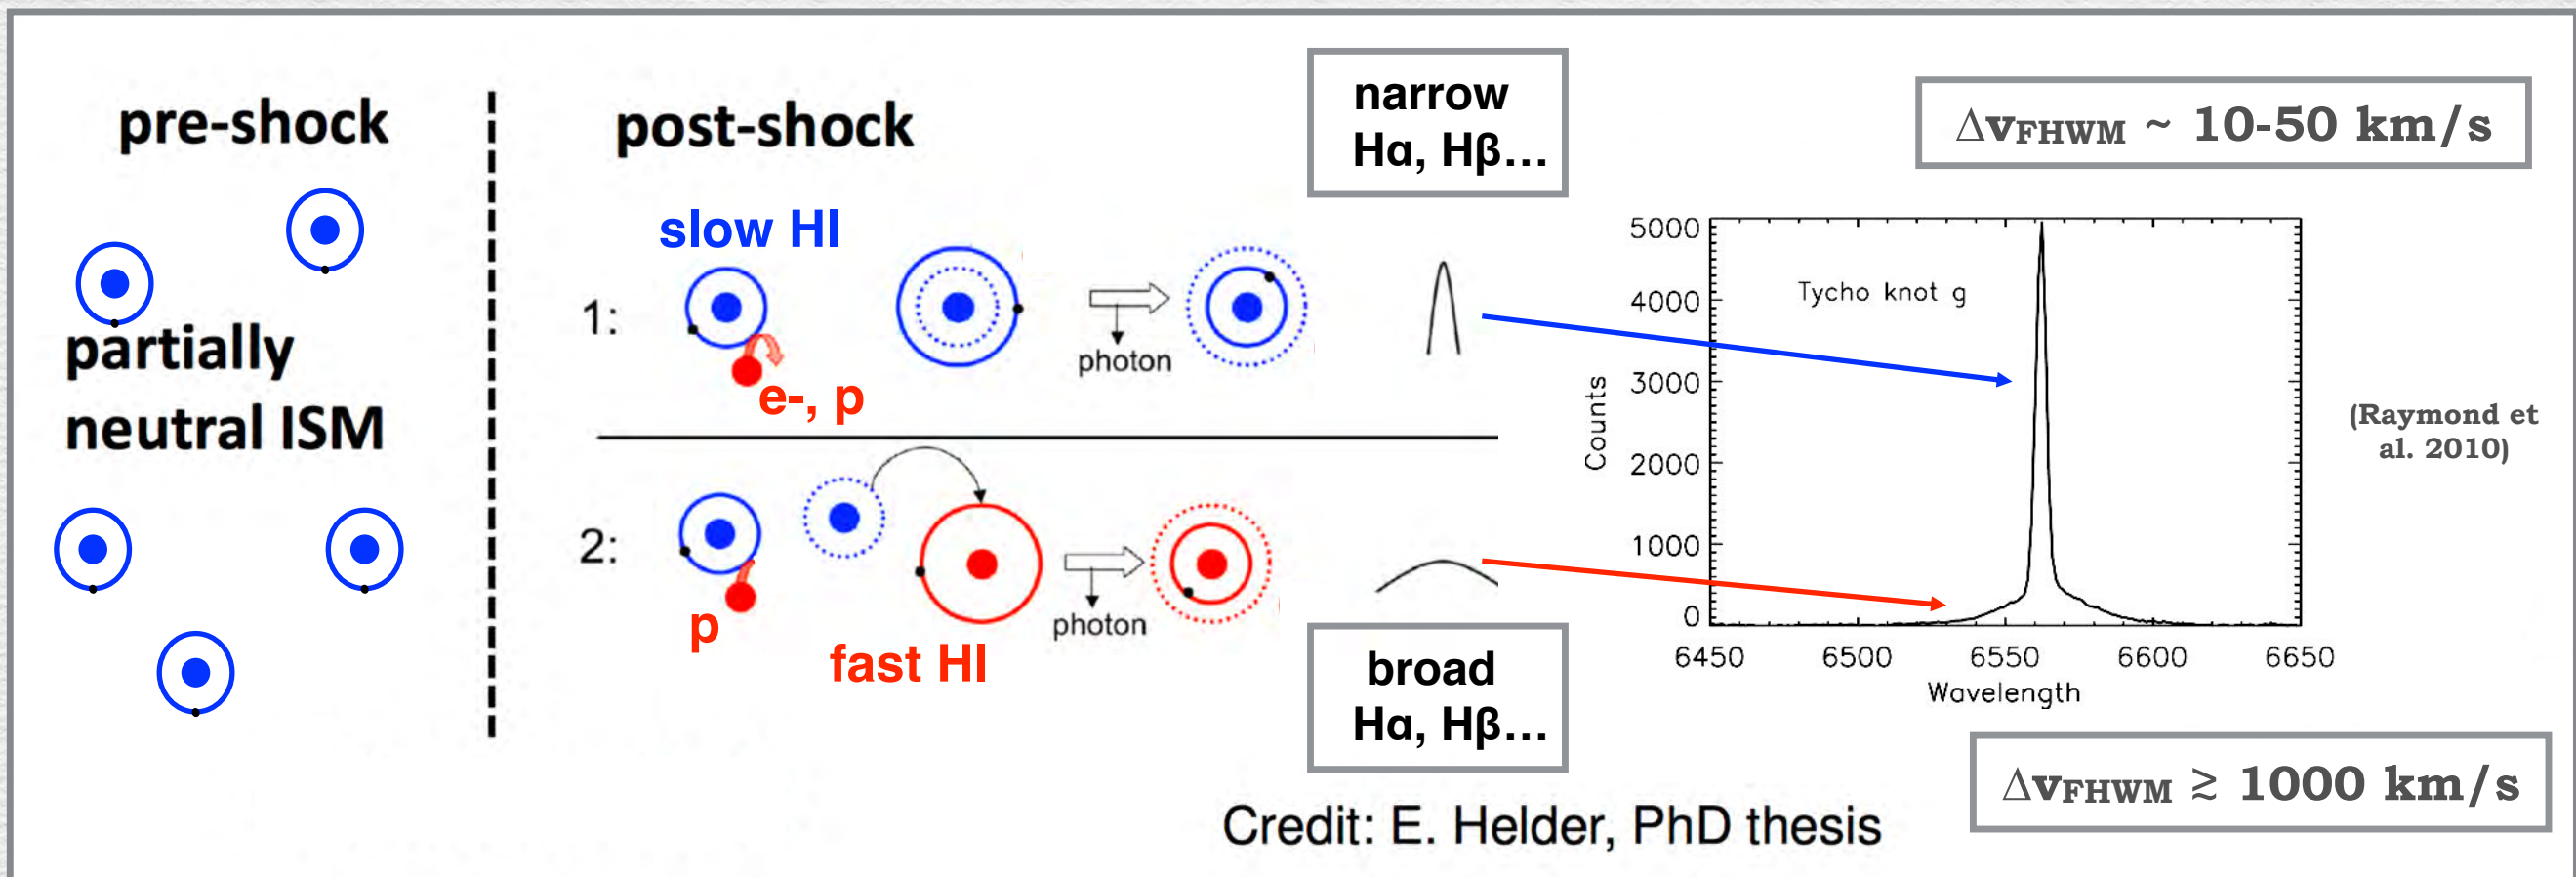 pre-shock
partially
neutral ISM
post-shock
slow HI
1:
e-, p
photon
2:
p
fast HI
photon
narrow
Hα, Hβ...
broad
Hα, Hβ...
ΔvFHWM ~ 10-50 km/s
5000
4000
3000
2000
1000
0
Counts
Tycho knot g
6450 6500 6550 6600 6650
Wavelength
(Raymond et
al. 2010)
ΔvFHWM ≳ 1000 km/s
Credit: E. Helder, PhD thesis